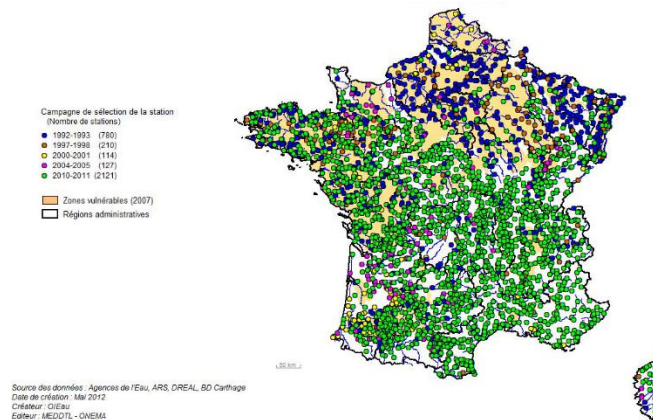 Campagne de sélection de la station
(Nombre de stations)
1992-1993 (780)
1997-1998 (210)
2000-2001 (114)
2004-2005 (127)
2010-2011 (2121)
Zones vulnérables (2007)
Régions administratives
50 km
Source des données : Agences de l'Eau, ARS, DREAL, BD Carthage
Date de création : Mai 2012
Créateur : OIEau
Editeur : MEDDTL - ONEMA